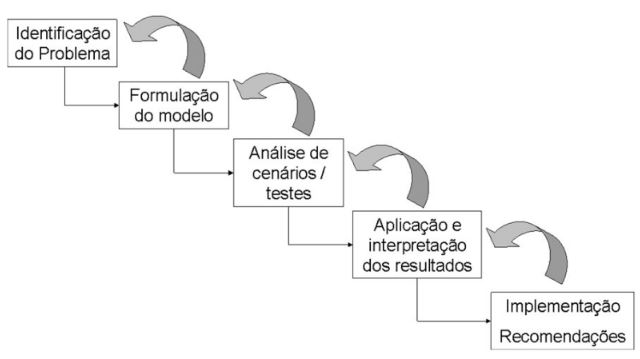 Identificação
do Problema
Formulação
do modelo
Análise de
cenários /
testes
Aplicação e
interpretação
dos resultados
Implementação
Recomendações